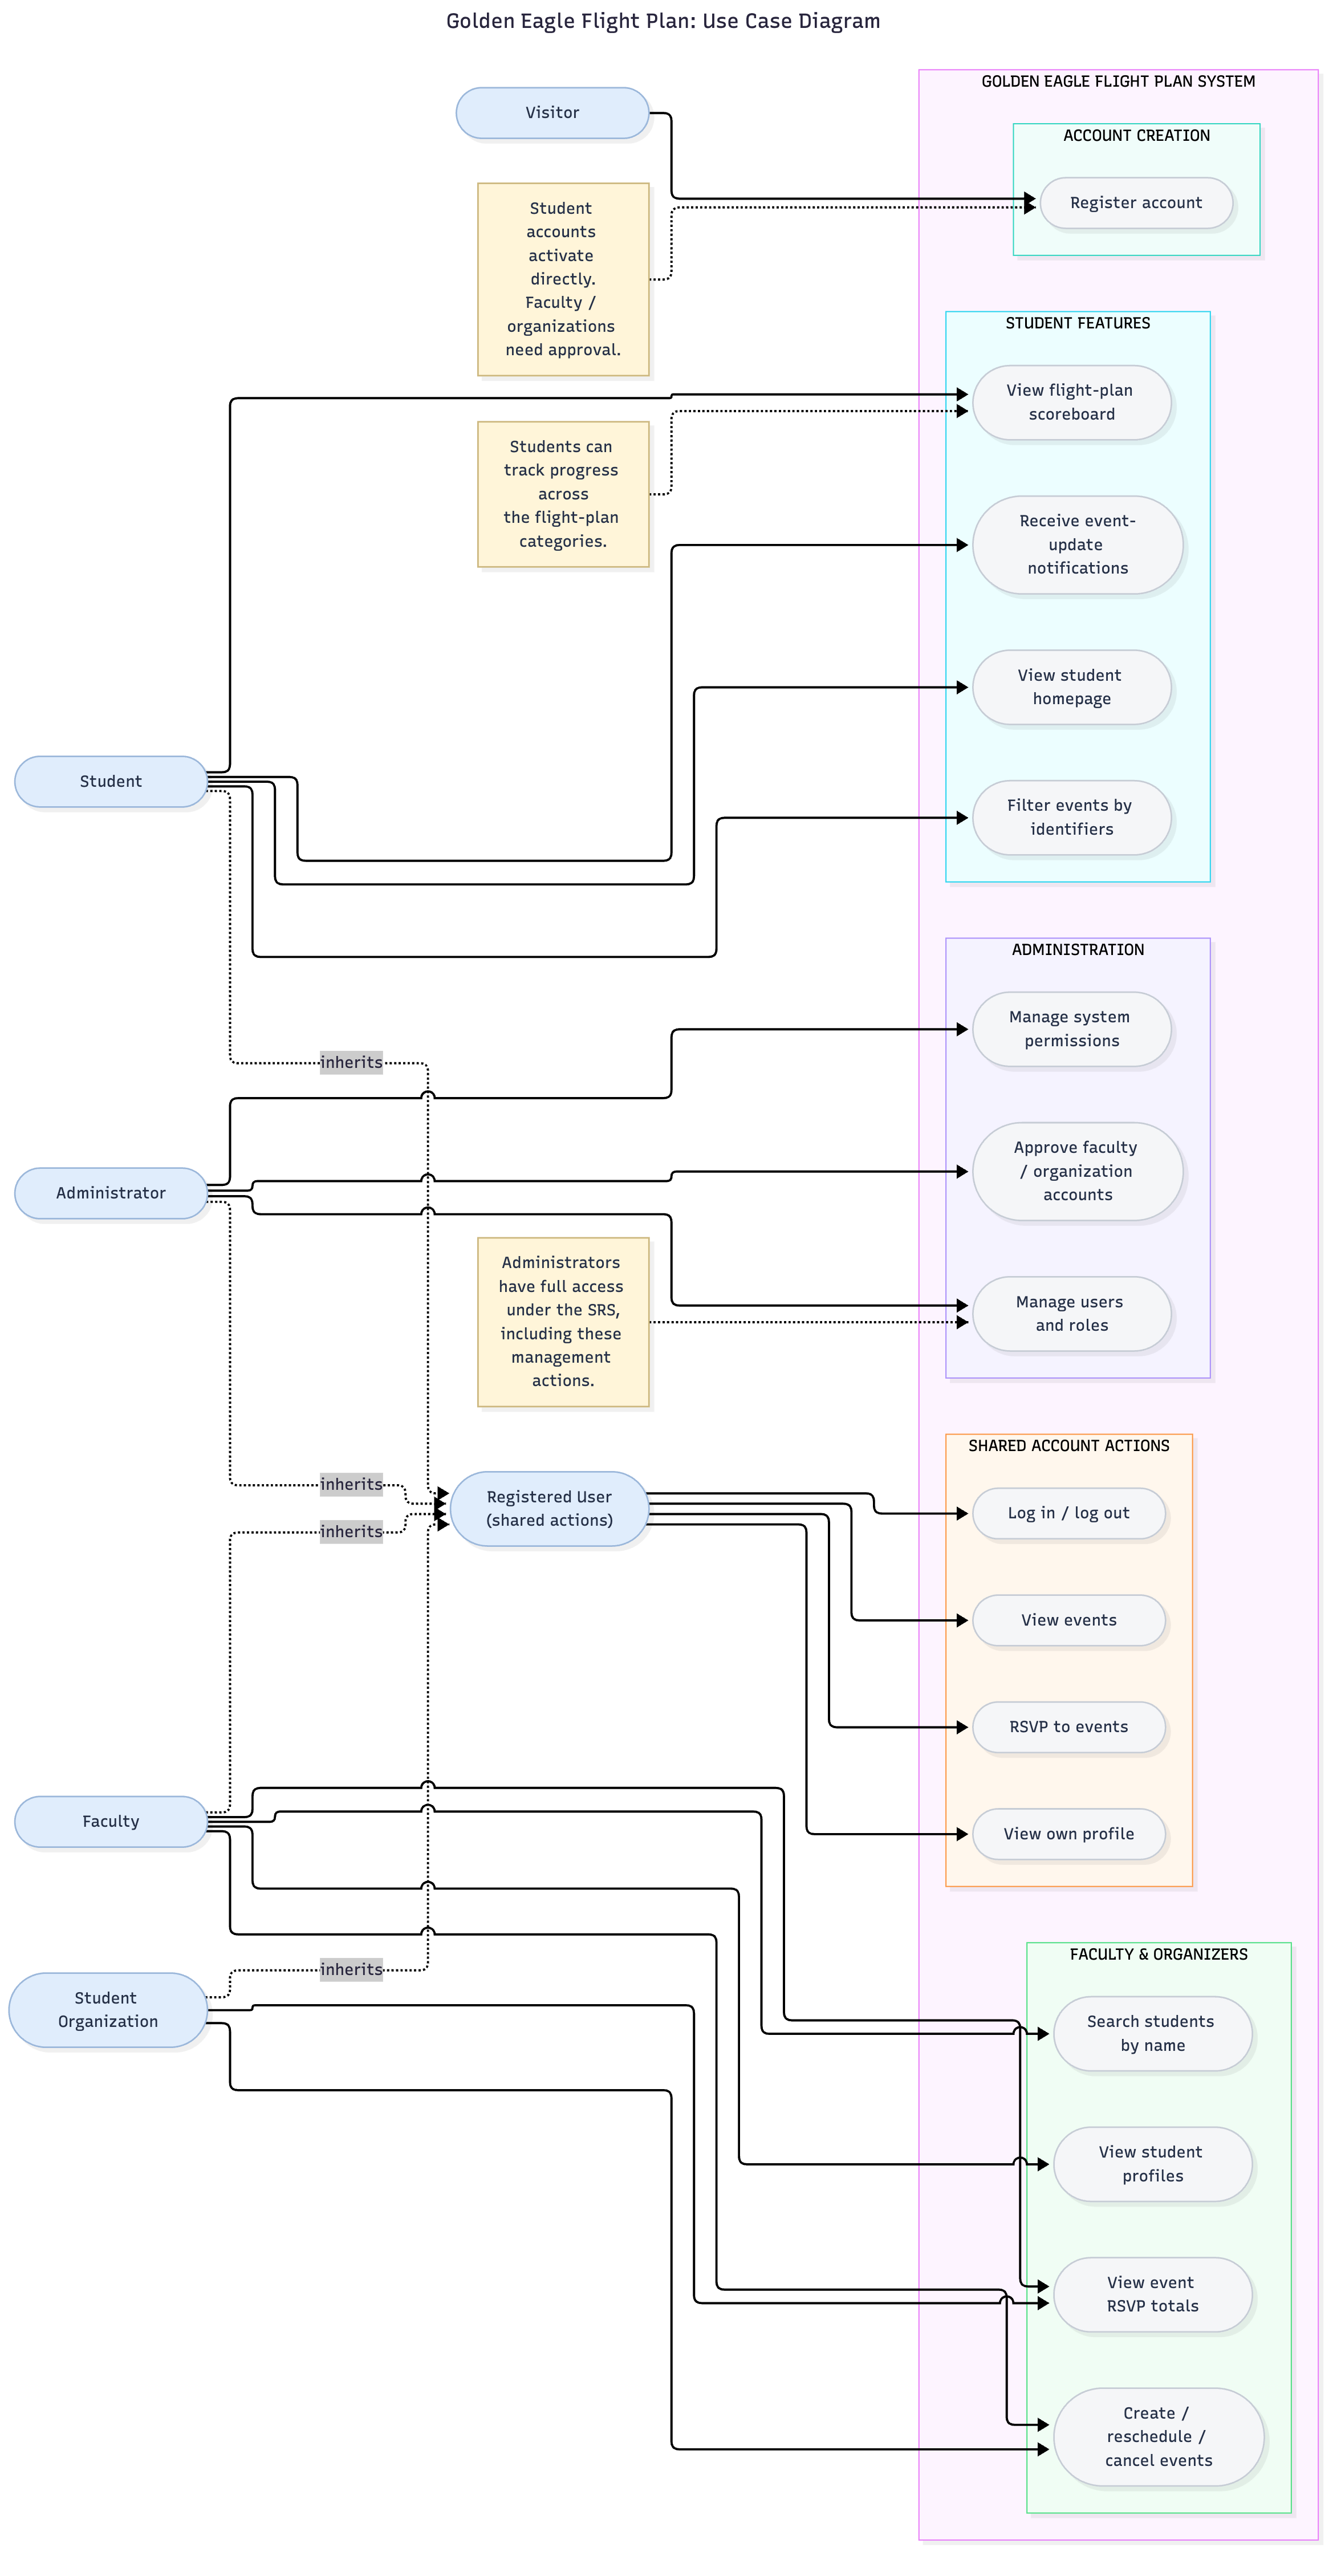 Golden Eagle Flight Plan: Use Case Diagram
GOLDEN EAGLE FLIGHT PLAN SYSTEM
Visitor
ACCOUNT CREATION
Register account
Student
accounts
activate
directly.
Faculty /
organizations
need approval.
STUDENT FEATURES
View flight-plan
scoreboard
Students can
track progress
across
the flight-plan
categories.
Receive event-
update
notifications
View student
homepage
Student
Filter events by
identifiers
ADMINISTRATION
Manage system
permissions
inherits
Approve faculty
/ organization
accounts
Administrator
Administrators
have full access
under the SRS,
including these
management
actions.
Manage users
and roles
SHARED ACCOUNT ACTIONS
inherits
inherits
Registered User
(shared actions)
Log in / log out
View events
RSVP to events
Faculty
View own profile
FACULTY & ORGANIZERS
inherits
Student
Organization
Search students
by name
View student
profiles
View event
RSVP totals
Create /
reschedule /
cancel events